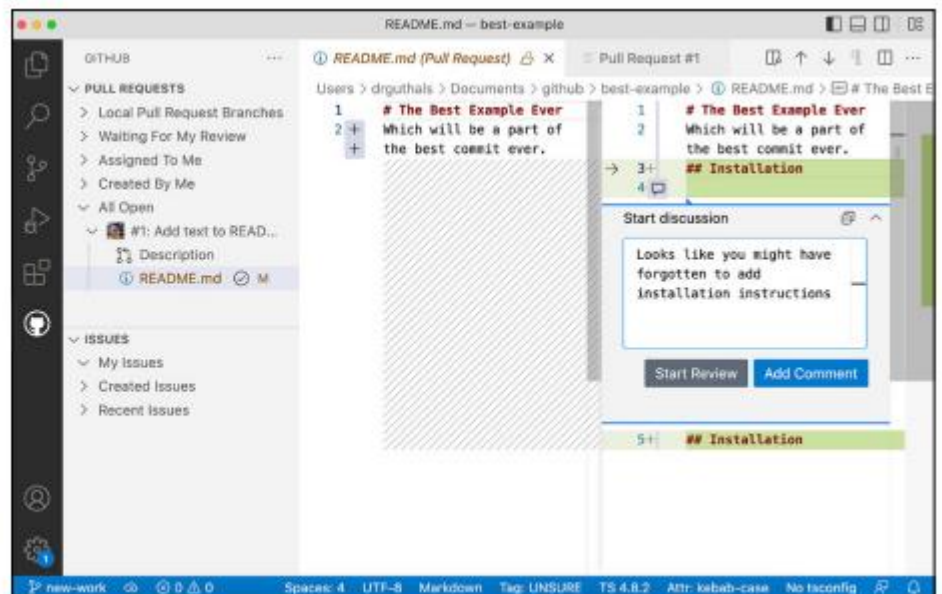 README.md — best-example
GITHUB
PULL REQUESTS
Local Pull Request Branches
Waiting For My Review
Assigned To Me
Created By Me
All Open
#1: Add text to READ...
Description
README.md M
ISSUES
My Issues
Created Issues
Recent Issues
README.md (Pull Request)
Pull Request #1
Users > drguthals > Documents > github > best-example > README.md > # The Best E
1 # The Best Example Ever
2 + Which will be a part of
+ the best commit ever.
1 # The Best Example Ever
2 Which will be a part of
the best commit ever.
3+ ## Installation
4
Start discussion
Looks like you might have
forgotten to add
installation instructions
Start Review Add Comment
5+ ## Installation
1
new-work 0 0 Spaces: 4 UTF-8 Markdown Tag: UNSURE TS 4.8.2 Attr: kebab-case No tsconfig